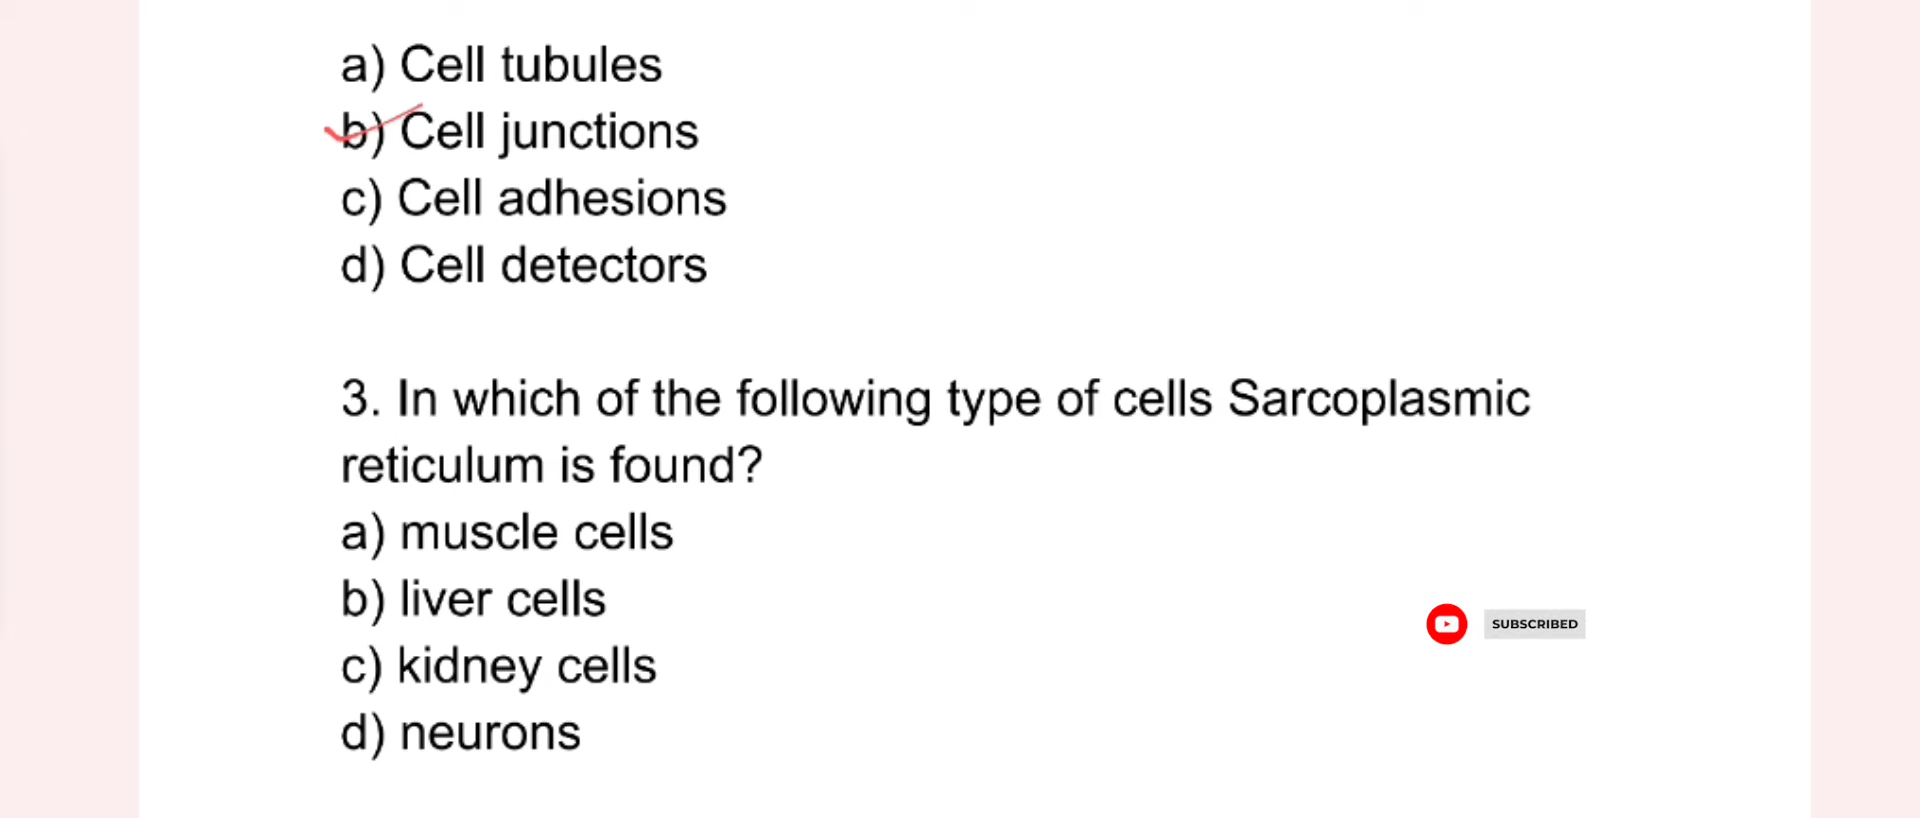 a) Cell tubules
b) Cell junctions
c) Cell adhesions
d) Cell detectors
3. In which of the following type of cells Sarcoplasmic
reticulum is found?
a) muscle cells
b) liver cells
c) kidney cells
d) neurons
SUBSCRIBED